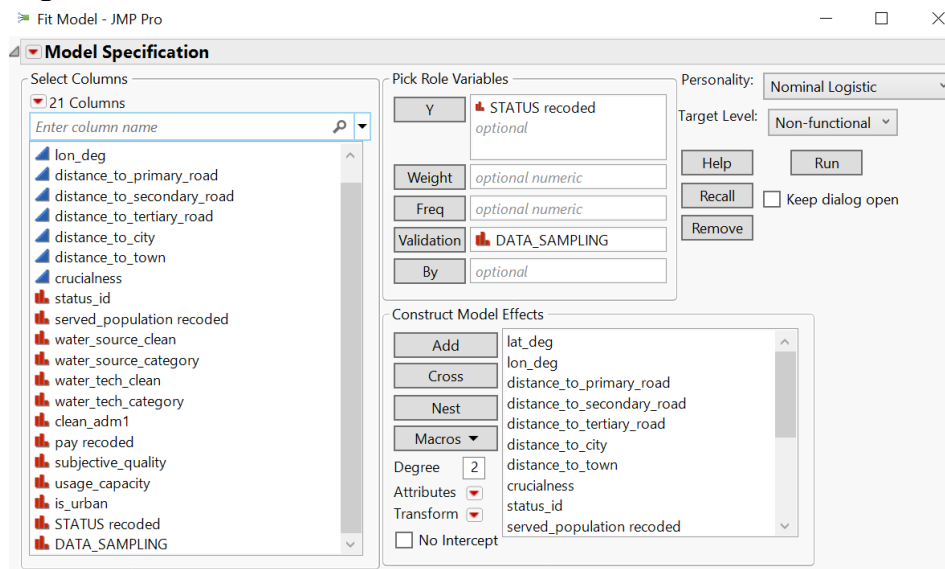 Fit Model - JMP Pro
Model Specification
Select Columns
21 Columns
Enter column name
lon_deg
distance_to_primary_road
distance_to_secondary_road
distance_to_tertiary_road
distance_to_city
distance_to_town
crucialness
status_id
served_population recoded
water_source_clean
water_source_category
water_tech_clean
water_tech_category
clean_adm1
pay recoded
subjective_quality
usage_capacity
is_urban
STATUS recoded
DATA_SAMPLING
Pick Role Variables
Y
STATUS recoded
optional
Weight
optional numeric
Freq
optional numeric
Validation
DATA_SAMPLING
By
optional
Personality:
Nominal Logistic
Target Level:
Non-functional
Help
Run
Recall
Keep dialog open
Remove
Construct Model Effects
Add
Cross
Nest
Macros
Degree 2
Attributes
Transform
No Intercept
lat_deg
lon_deg
distance_to_primary_road
distance_to_secondary_road
distance_to_tertiary_road
distance_to_city
distance_to_town
crucialness
status_id
served_population recoded